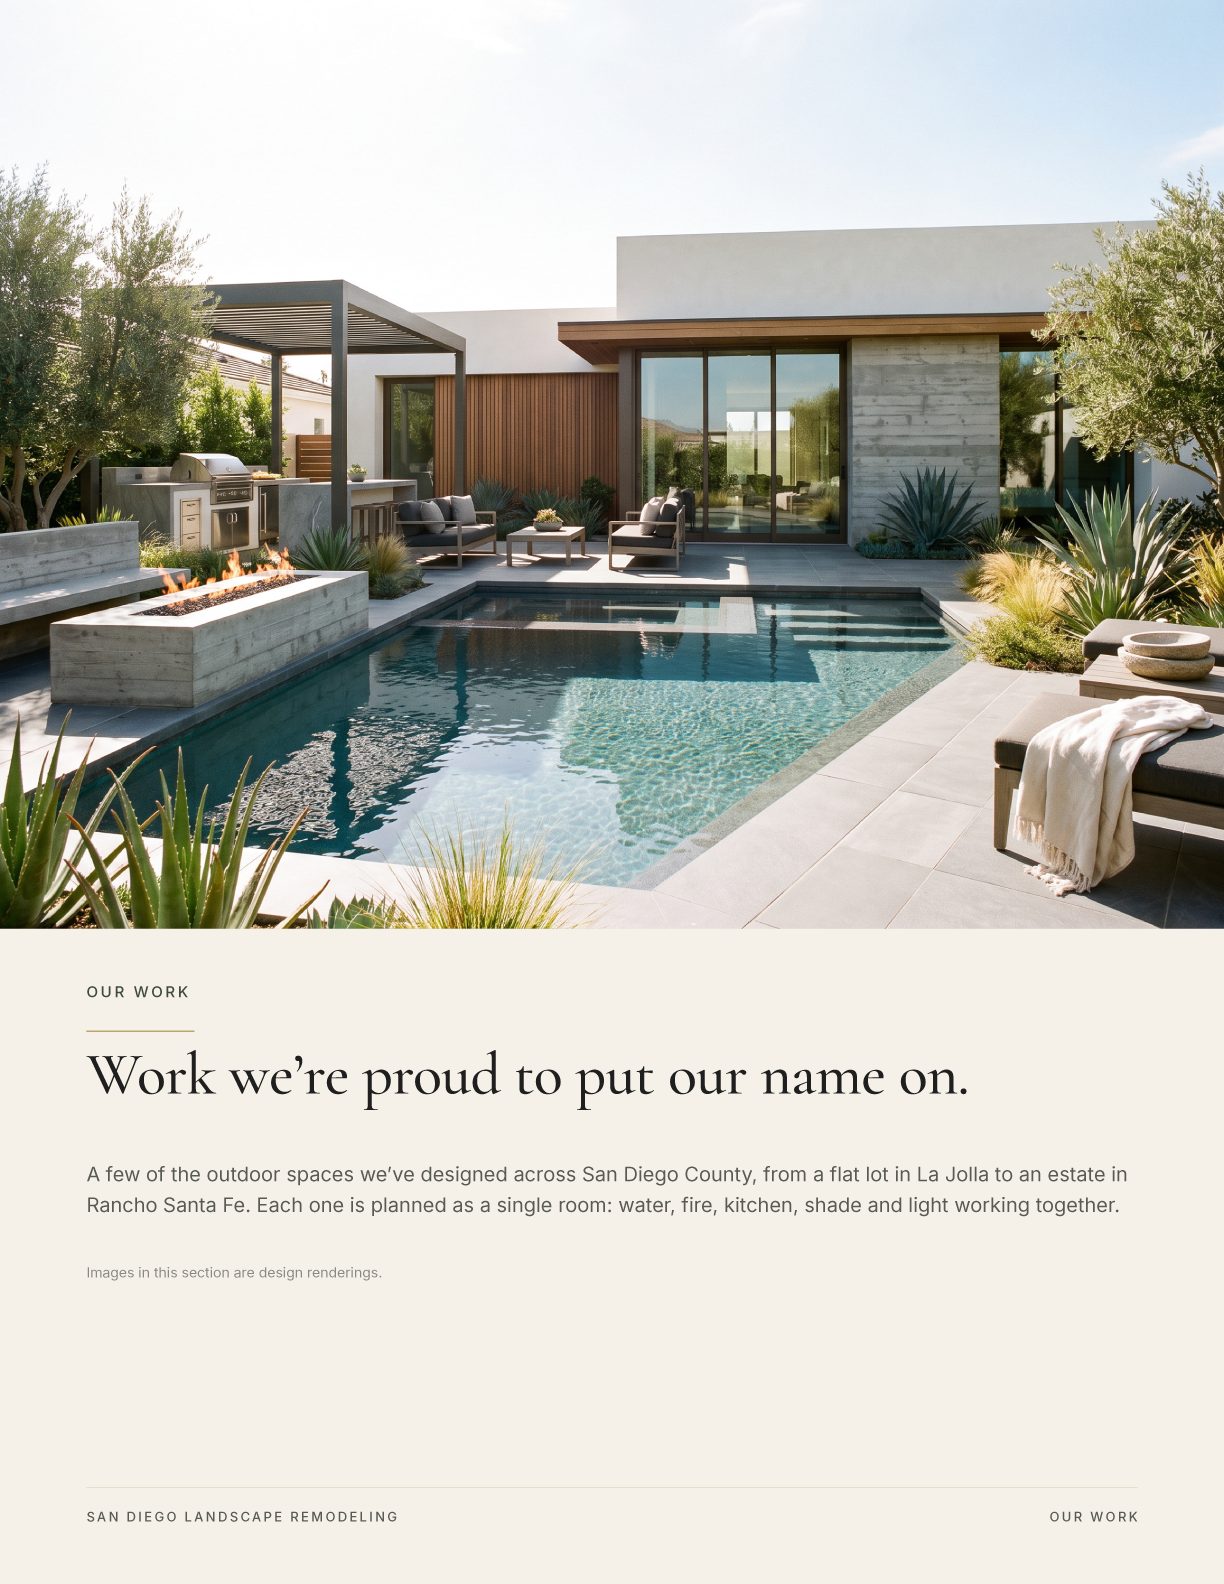 OUR WORK
Work we’re proud to put our name on.
A few of the outdoor spaces we’ve designed across San Diego County, from a flat lot in La Jolla to an estate in
Rancho Santa Fe. Each one is planned as a single room: water, fire, kitchen, shade and light working together.
Images in this section are design renderings.
SAN DIEGO LANDSCAPE REMODELING
OUR WORK